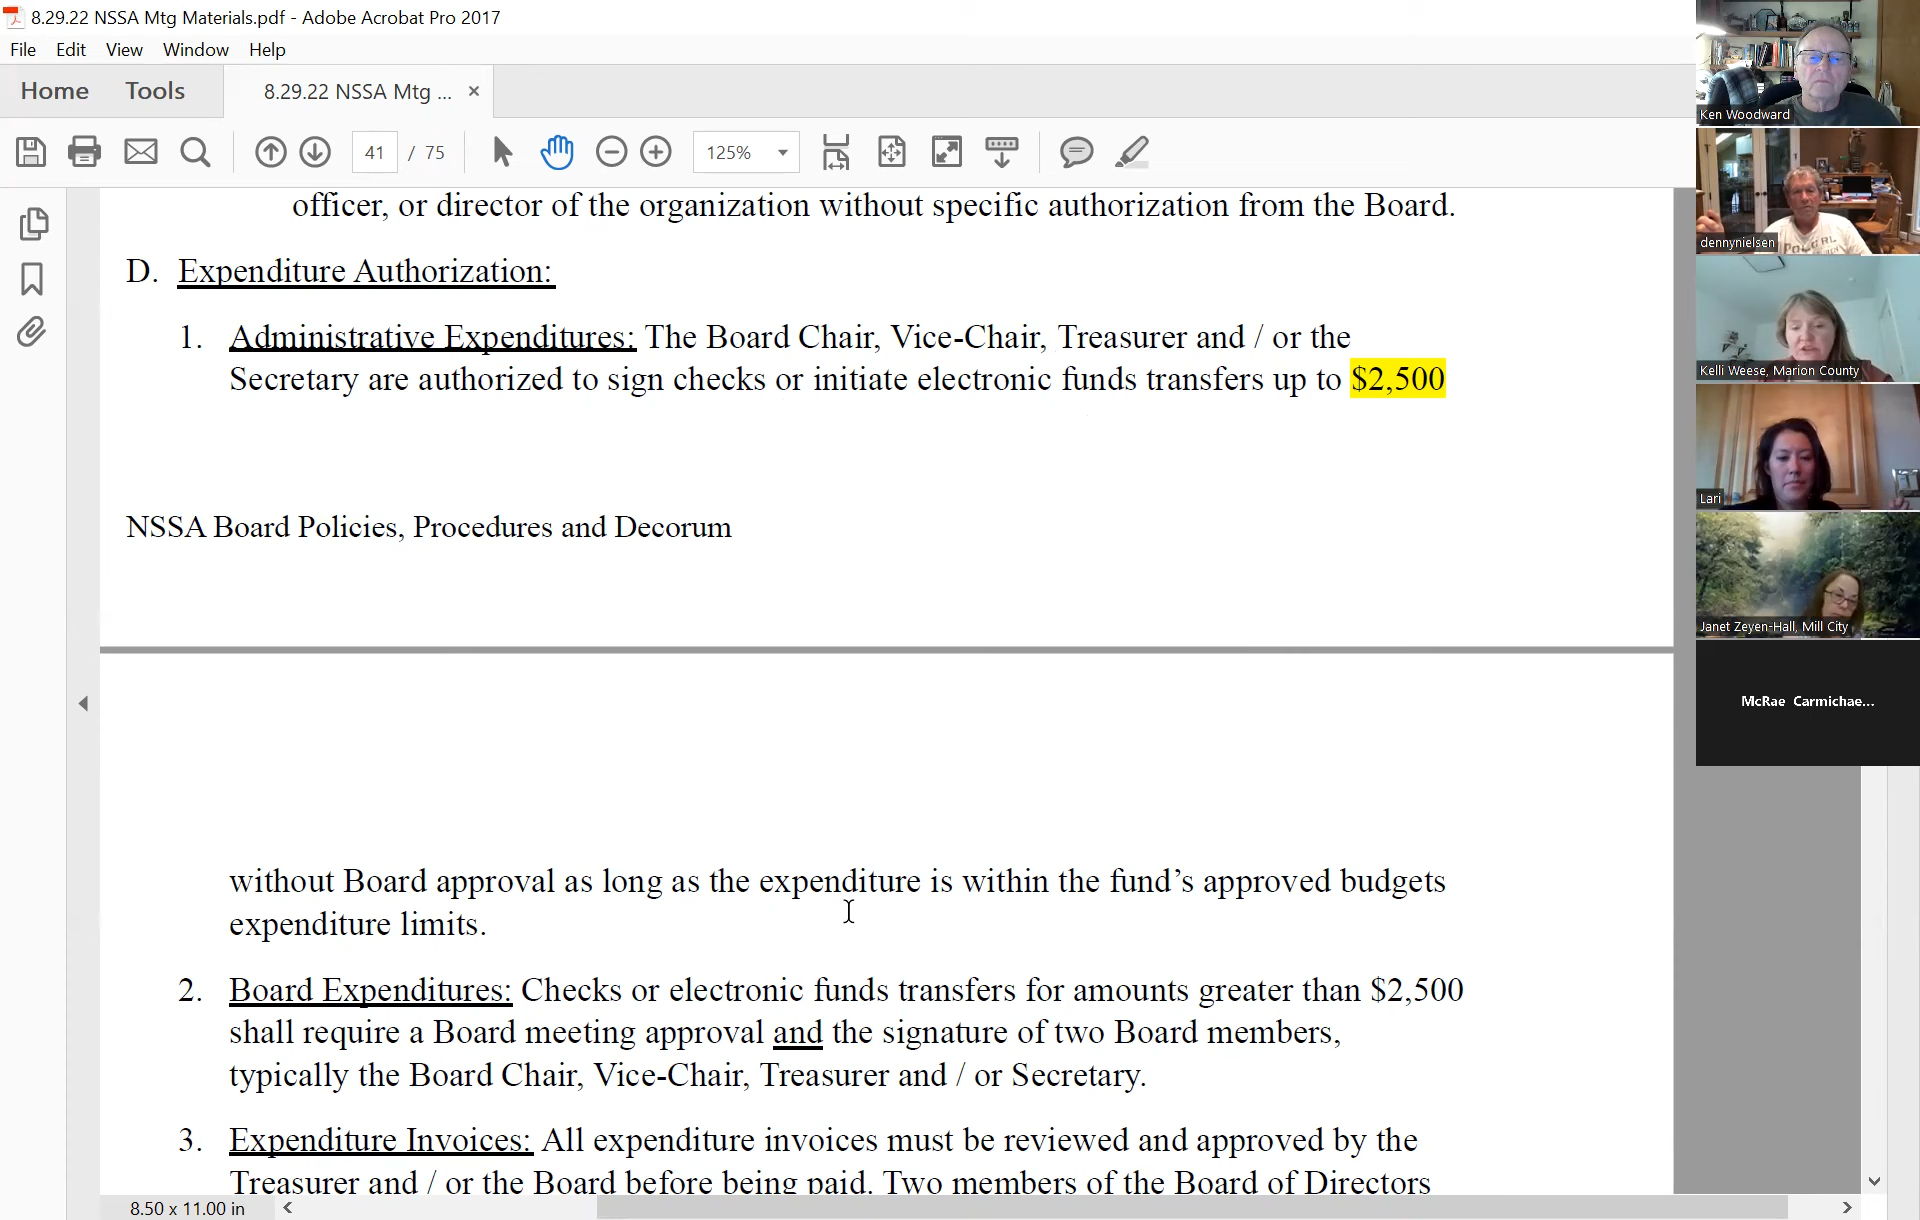 8.29.22 NSSA Mtg Materials.pdf - Adobe Acrobat Pro 2017
File Edit View Window Help
Home Tools 8.29.22 NSSA Mtg ... ×
41 / 75 125%
officer, or director of the organization without specific authorization from the Board.
D. Expenditure Authorization:
1. Administrative Expenditures: The Board Chair, Vice-Chair, Treasurer and / or the
Secretary are authorized to sign checks or initiate electronic funds transfers up to $2,500
NSSA Board Policies, Procedures and Decorum
without Board approval as long as the expenditure is within the fund’s approved budgets
expenditure limits.
2. Board Expenditures: Checks or electronic funds transfers for amounts greater than $2,500
shall require a Board meeting approval and the signature of two Board members,
typically the Board Chair, Vice-Chair, Treasurer and / or Secretary.
3. Expenditure Invoices: All expenditure invoices must be reviewed and approved by the
Treasurer and / or the Board before being paid. Two members of the Board of Directors
8.50 x 11.00 in
Ken Woodward
dennynielsen
Kelli Weese, Marion County
Lari
Janet Zeyen-Hall, Mill City
McRae Carmichae...